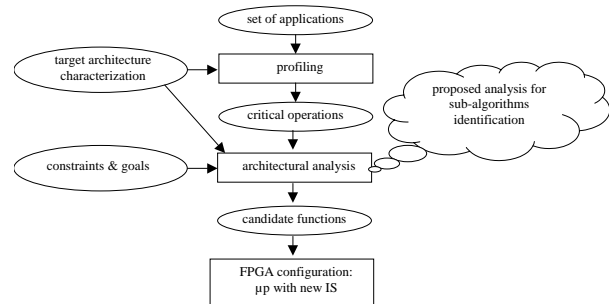 set of applications
target architecture
characterization
profiling
proposed analysis for
sub-algorithms
identification
critical operations
constraints & goals
architectural analysis
candidate functions
FPGA configuration:
µp with new IS